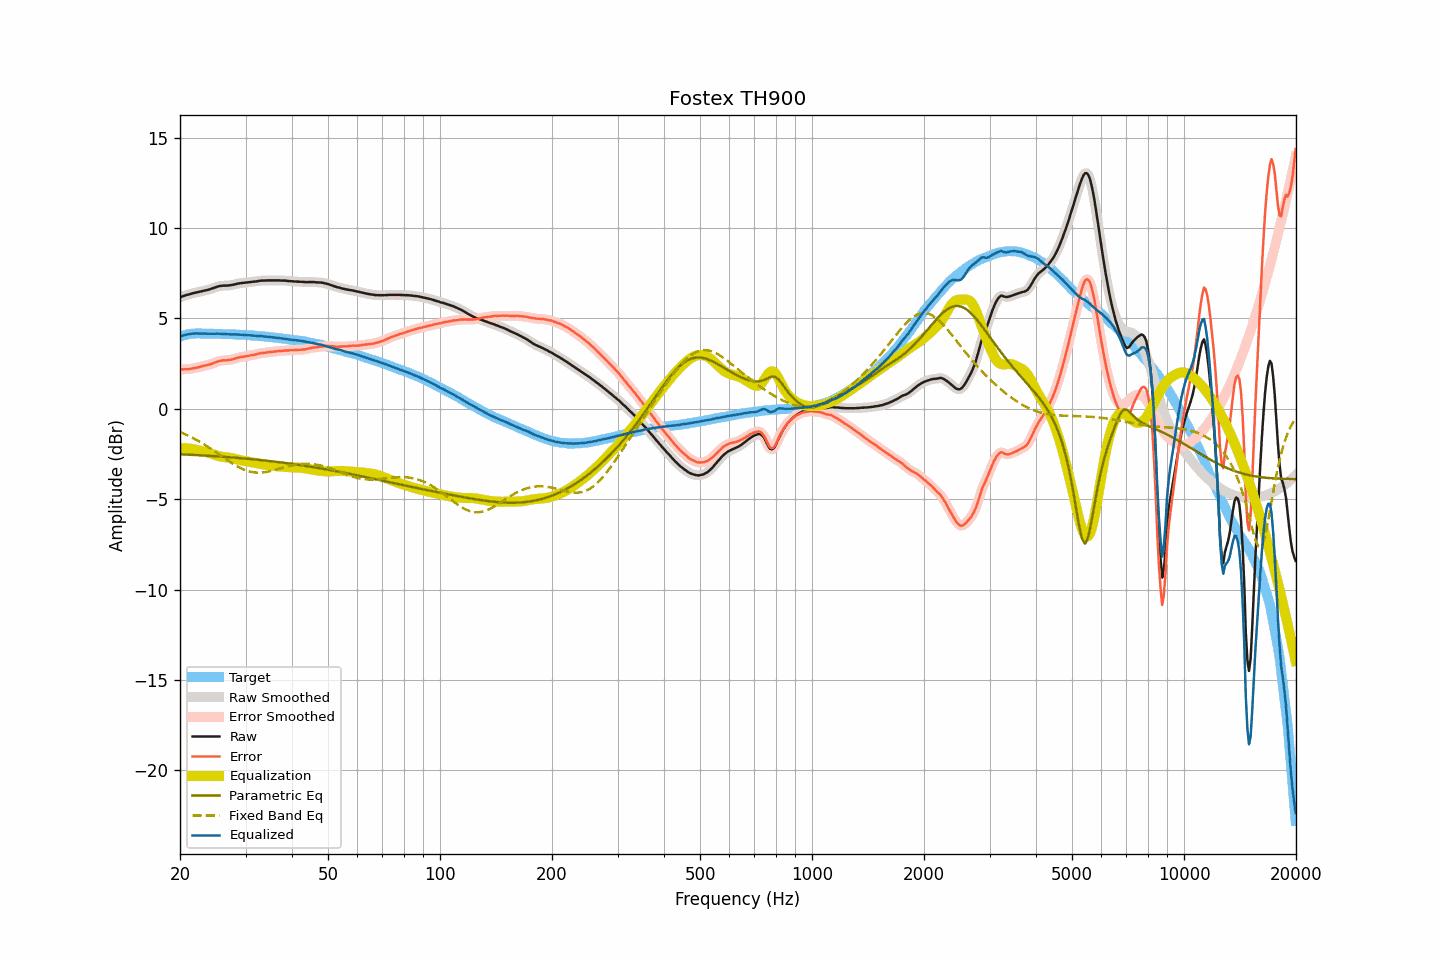 Fostex TH900
15
10
5
0
−5
−10
−15
−20
Amplitude (dBr)
Target
Raw Smoothed
Error Smoothed
Raw
Error
Equalization
Parametric Eq
Fixed Band Eq
Equalized
20 50 100 200 500 1000 2000 5000 10000 20000
Frequency (Hz)